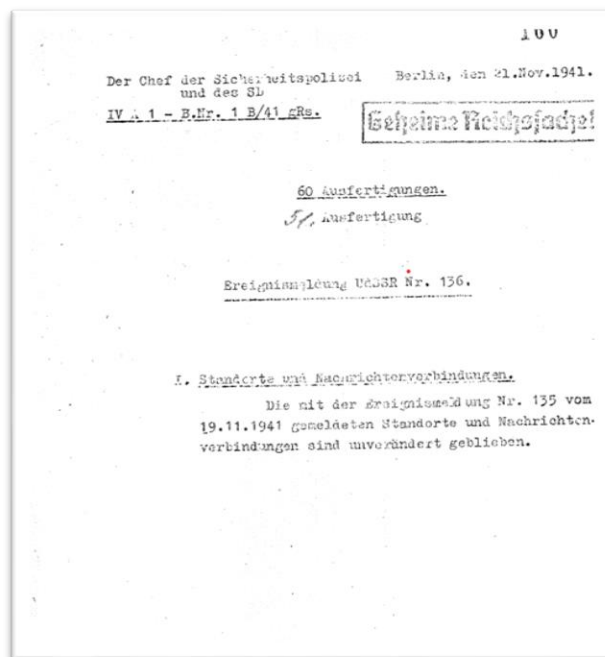 100
Der Chef der Sicherheitspolizei
und des SD
Berlin, den 21.Nov.1941.
IV A 1 - B.Nr. 1 B/41 gRs.
Geheime Reichssache!
60 Ausfertigungen.
51. Ausfertigung
Ereignismeldung UdSSR Nr. 136.
I. Standorte und Nachrichtenverbindungen.
Die mit der Ereignismeldung Nr. 135 vom
19.11.1941 gemeldeten Standorte und Nachrichten-
verbindungen sind unverändert geblieben.